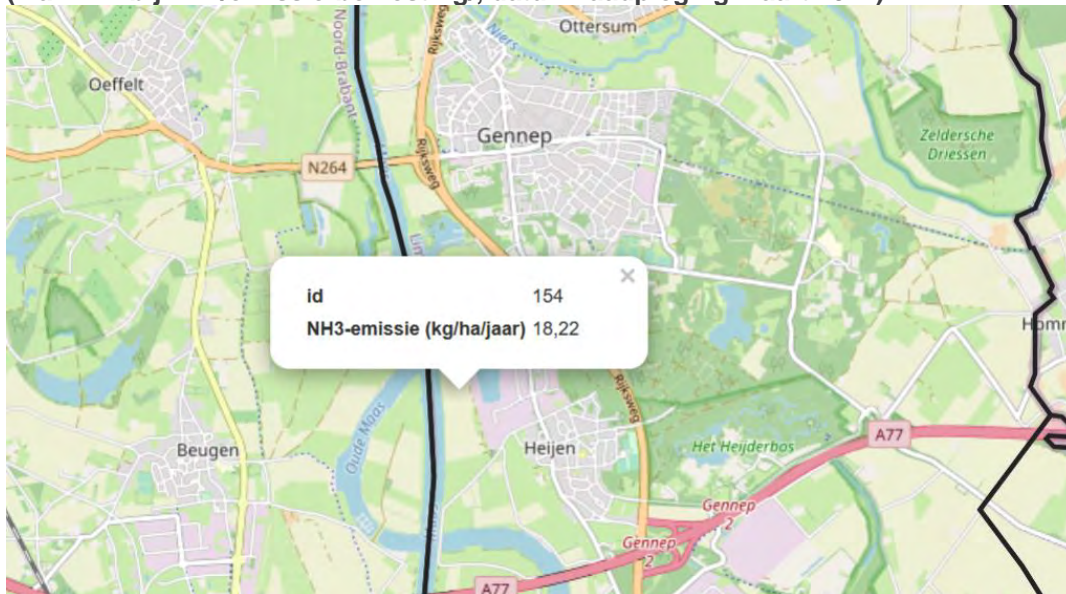 Ottersum
Niers
Noord-Brabant
Rijksweg
Oeffelt
Gennep
Zeldersche
Driessen
N264
Rijksweg
id 154
NH3-emissie (kg/ha/jaar) 18,22
×
Rijksweg
Oude Maas
A77
Beugen
Heijen
Het Heijderbos
Gennep
2
Gennep
2
A77